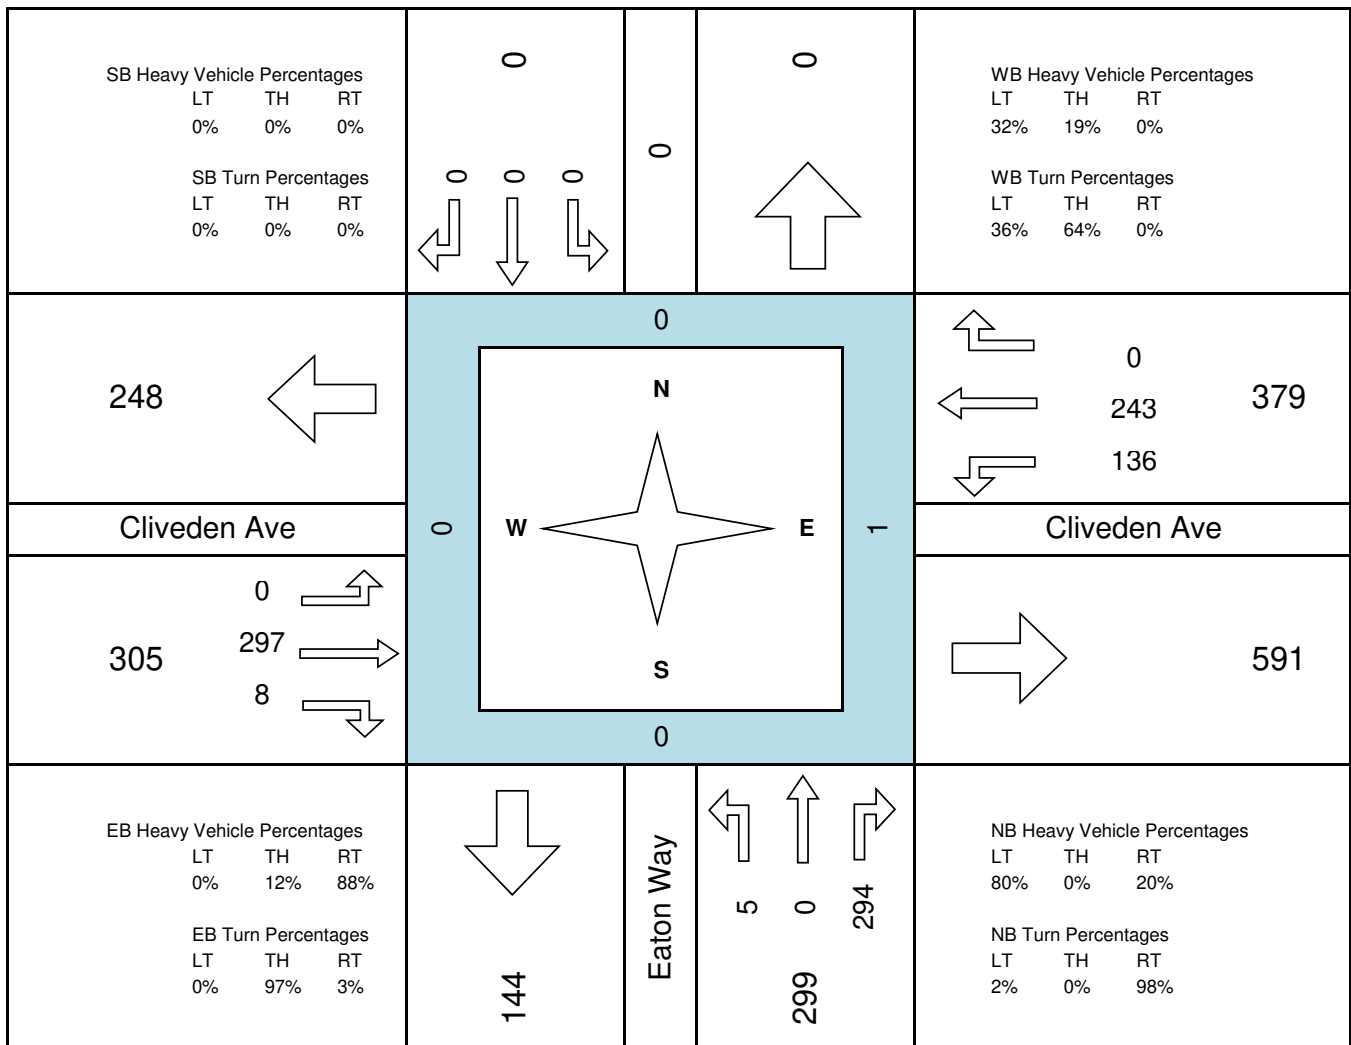 SB Heavy Vehicle Percentages
LT TH RT
0% 0% 0%
SB Turn Percentages
LT TH RT
0% 0% 0%
0
0 0 0
0
0
WB Heavy Vehicle Percentages
LT TH RT
32% 19% 0%
WB Turn Percentages
LT TH RT
36% 64% 0%
248
0
N
W E
S
0
1
0
0
243
136
379
Cliveden Ave
Cliveden Ave
305
0
297
8
591
EB Heavy Vehicle Percentages
LT TH RT
0% 12% 88%
EB Turn Percentages
LT TH RT
0% 97% 3%
144
Eaton Way
5 0 294
299
NB Heavy Vehicle Percentages
LT TH RT
80% 0% 20%
NB Turn Percentages
LT TH RT
2% 0% 98%